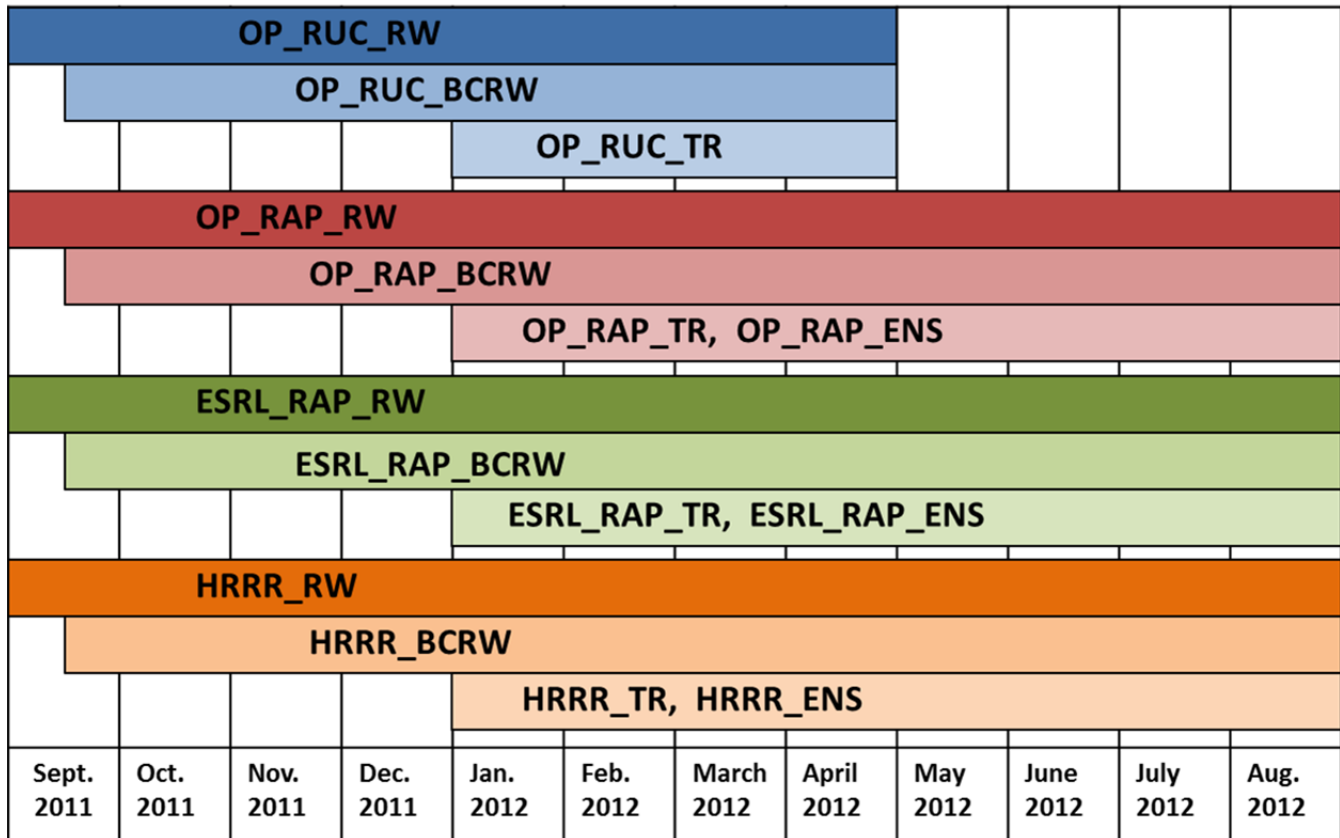 OP_RUC_RW
OP_RUC_BCRW
OP_RUC_TR
OP_RAP_RW
OP_RAP_BCRW
OP_RAP_TR, OP_RAP_ENS
ESRL_RAP_RW
ESRL_RAP_BCRW
ESRL_RAP_TR, ESRL_RAP_ENS
HRRR_RW
HRRR_BCRW
HRRR_TR, HRRR_ENS
Sept. Oct. Nov. Dec. Jan. Feb. March April May June July Aug.
2011 2011 2011 2011 2012 2012 2012 2012 2012 2012 2012 2012